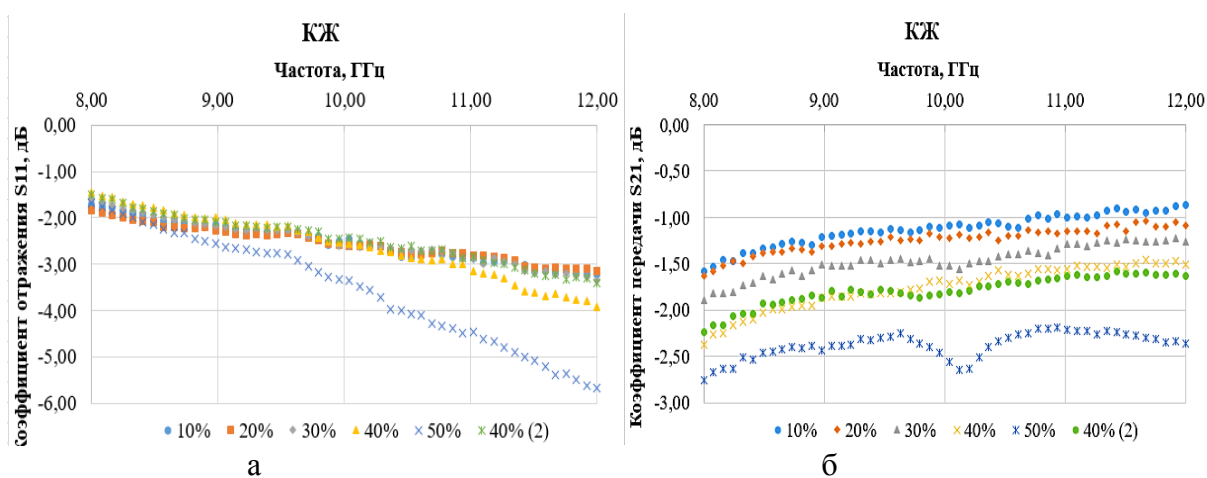 КЖ
Частота, ГГц
8,00 9,00 10,00 11,00 12,00
0,00
-1,00
-2,00
-3,00
-4,00
-5,00
-6,00
Коэффициент отражения S11, дБ
10% 20% 30% 40% 50% 40% (2)
а
КЖ
Частота, ГГц
8,00 9,00 10,00 11,00 12,00
0,00
-0,50
-1,00
-1,50
-2,00
-2,50
-3,00
Коэффициент передачи S21, дБ
10% 20% 30% 40% 50% 40% (2)
б